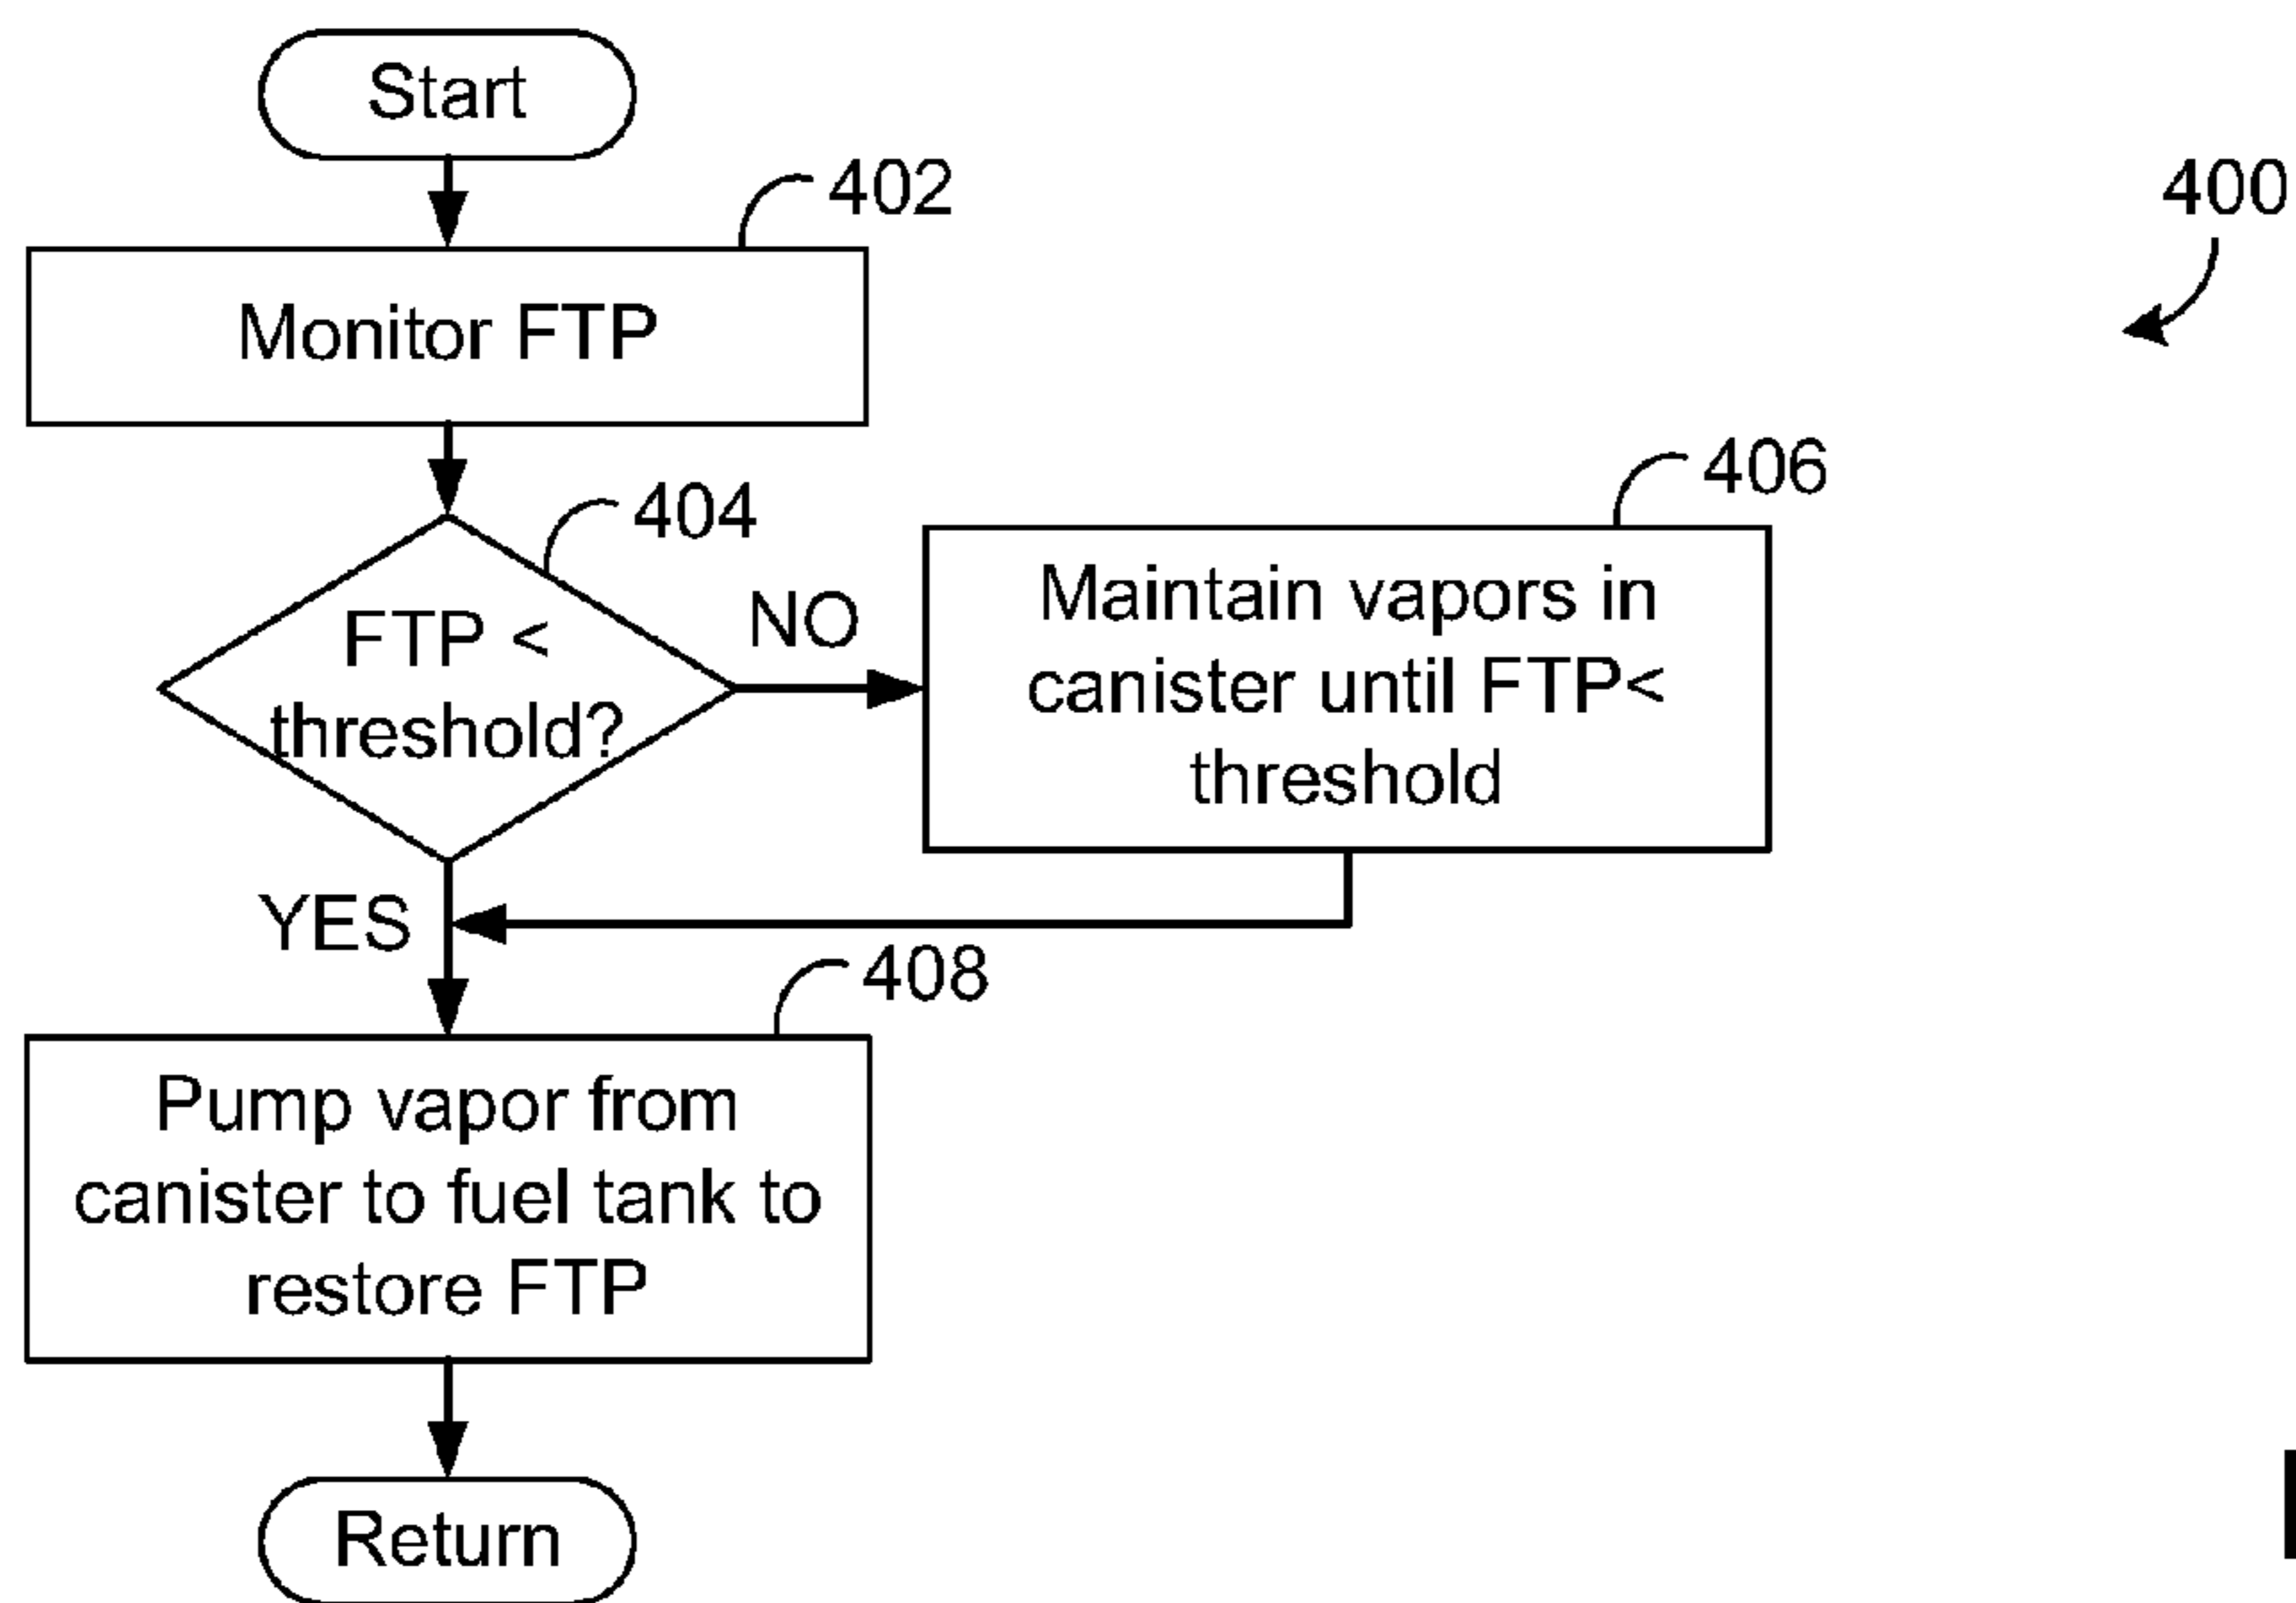 Start
402
400
Monitor FTP
404
406
FTP <
threshold?
NO
Maintain vapors in
canister until FTP<
threshold
YES
408
Pump vapor from
canister to fuel tank to
restore FTP
Return